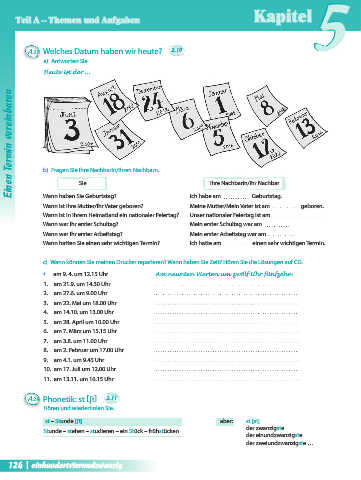 Teil A – Themen und Aufgaben
Kapitel 5
Einen Termin vereinbaren
Welches Datum haben wir heute? 2.10
a) Antworten Sie.
Heute ist der ...
Juni
3
August
18
Dezember
24
6
Januar
1
Mai
8
Februar
13
31
5
12
b) Fragen Sie Ihre Nachbarin/Ihren Nachbarn.
Sie
Ihre Nachbarin/Ihr Nachbar
Wann haben Sie Geburtstag?
Ich habe am .......... Geburtstag.
Wann ist Ihre Mutter/Ihr Vater geboren?
Meine Mutter/Mein Vater ist am .......... geboren.
Wann ist in Ihrem Heimatland ein nationaler Feiertag?
Unser nationaler Feiertag ist am
Wann war Ihr erster Schultag?
Mein erster Schultag war am ..........
Wann war Ihr erster Arbeitstag?
Mein erster Arbeitstag war am ..........
Wann hatten Sie einen sehr wichtigen Termin?
Ich hatte am .......... einen sehr wichtigen Termin.
c) Wann können Sie meinen Drucker reparieren? Wann haben Sie Zeit? Hören Sie die Lösungen auf CD.
am 9.4. um 12.15 Uhr
Am neunten Vierten um zwölf Uhr fünfzehn.
1. am 21.9. um 14.30 Uhr
2. am 27.6. um 9.00 Uhr
3. am 22. Mai um 18.00 Uhr
4. am 14.10. um 13.00 Uhr
5. am 28. April um 10.00 Uhr
6. am 7. März um 15.15 Uhr
7. am 3.8. um 11.00 Uhr
8. am 2. Februar um 17.00 Uhr
9. am 4.1. um 9.45 Uhr
10. am 17. Juli um 12.00 Uhr
11. am 13.11. um 16.15 Uhr
Phonetik: st [ʃt] 2.11
Hören und wiederholen Sie.
st – Stunde [ʃt]
aber:
st [st]
Stunde – stehen – studieren – ein Stück – frühstücken
der zwanzigste
der einundzwanzigste
der zweiundzwanzigste ...
126 | einhundertsechsundzwanzig